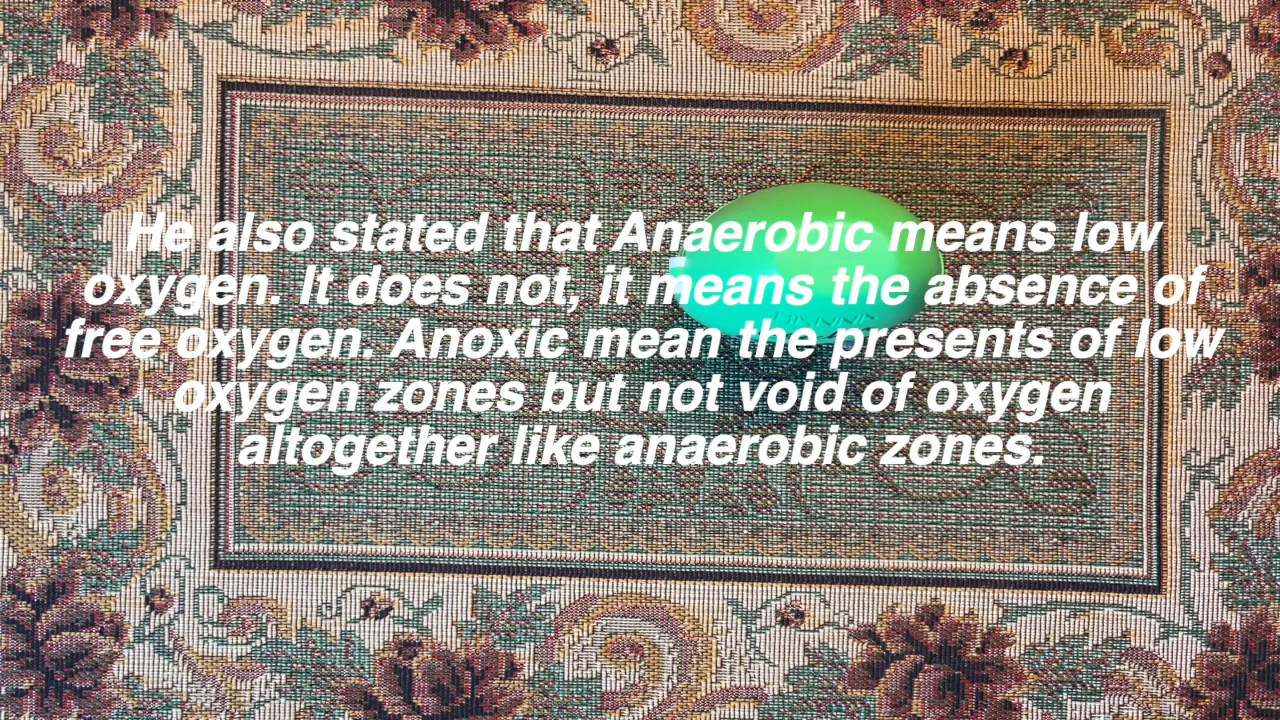 He also stated that Anaerobic means low
oxygen. It does not, it means the absence of
free oxygen. Anoxic mean the presents of low
oxygen zones but not void of oxygen
altogether like anaerobic zones.